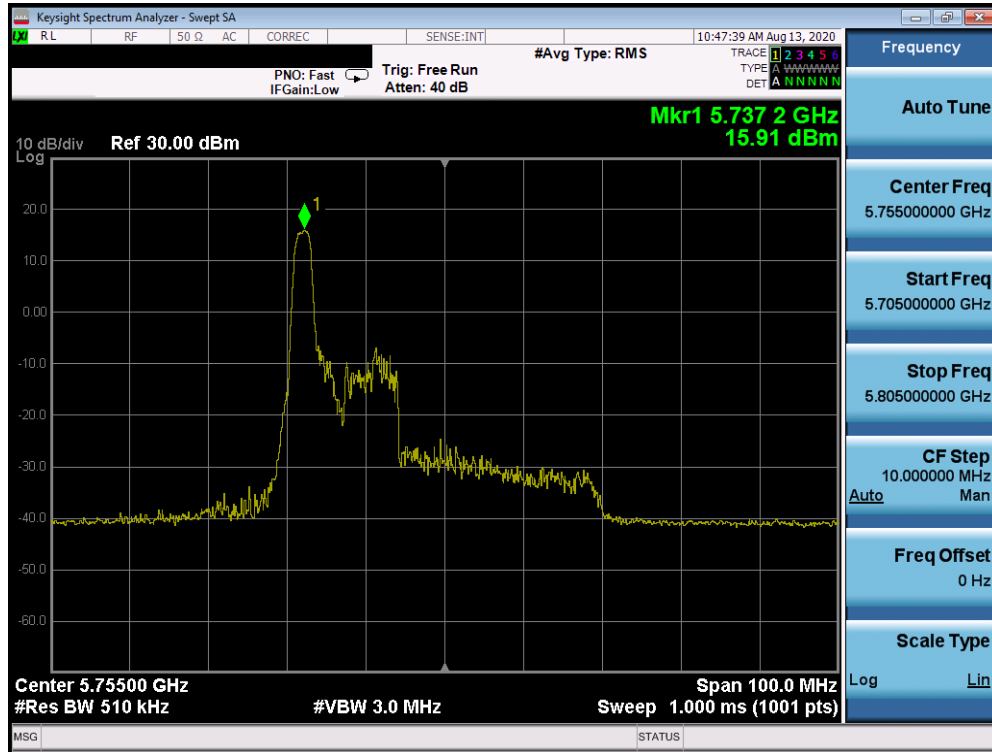 Keysight Spectrum Analyzer - Swept SA
LXI RL RF 50 Ω AC CORREC SENSE:INT 10:47:39 AM Aug 13, 2020
#Avg Type: RMS TRACE 1 2 3 4 5 6
PNO: Fast Trig: Free Run TYPE A WWWWW
IFGain:Low Atten: 40 dB DET A N N N N N
Mkr1 5.737 2 GHz
15.91 dBm
10 dB/div Ref 30.00 dBm
Log
1
20.0
10.0
0.00
-10.0
-20.0
-30.0
-40.0
-50.0
-60.0
Center 5.75500 GHz Span 100.0 MHz
#Res BW 510 kHz #VBW 3.0 MHz Sweep 1.000 ms (1001 pts)
MSG STATUS
Frequency
Auto Tune
Center Freq
5.755000000 GHz
Start Freq
5.705000000 GHz
Stop Freq
5.805000000 GHz
CF Step
10.000000 MHz
Auto Man
Freq Offset
0 Hz
Scale Type
Log Lin